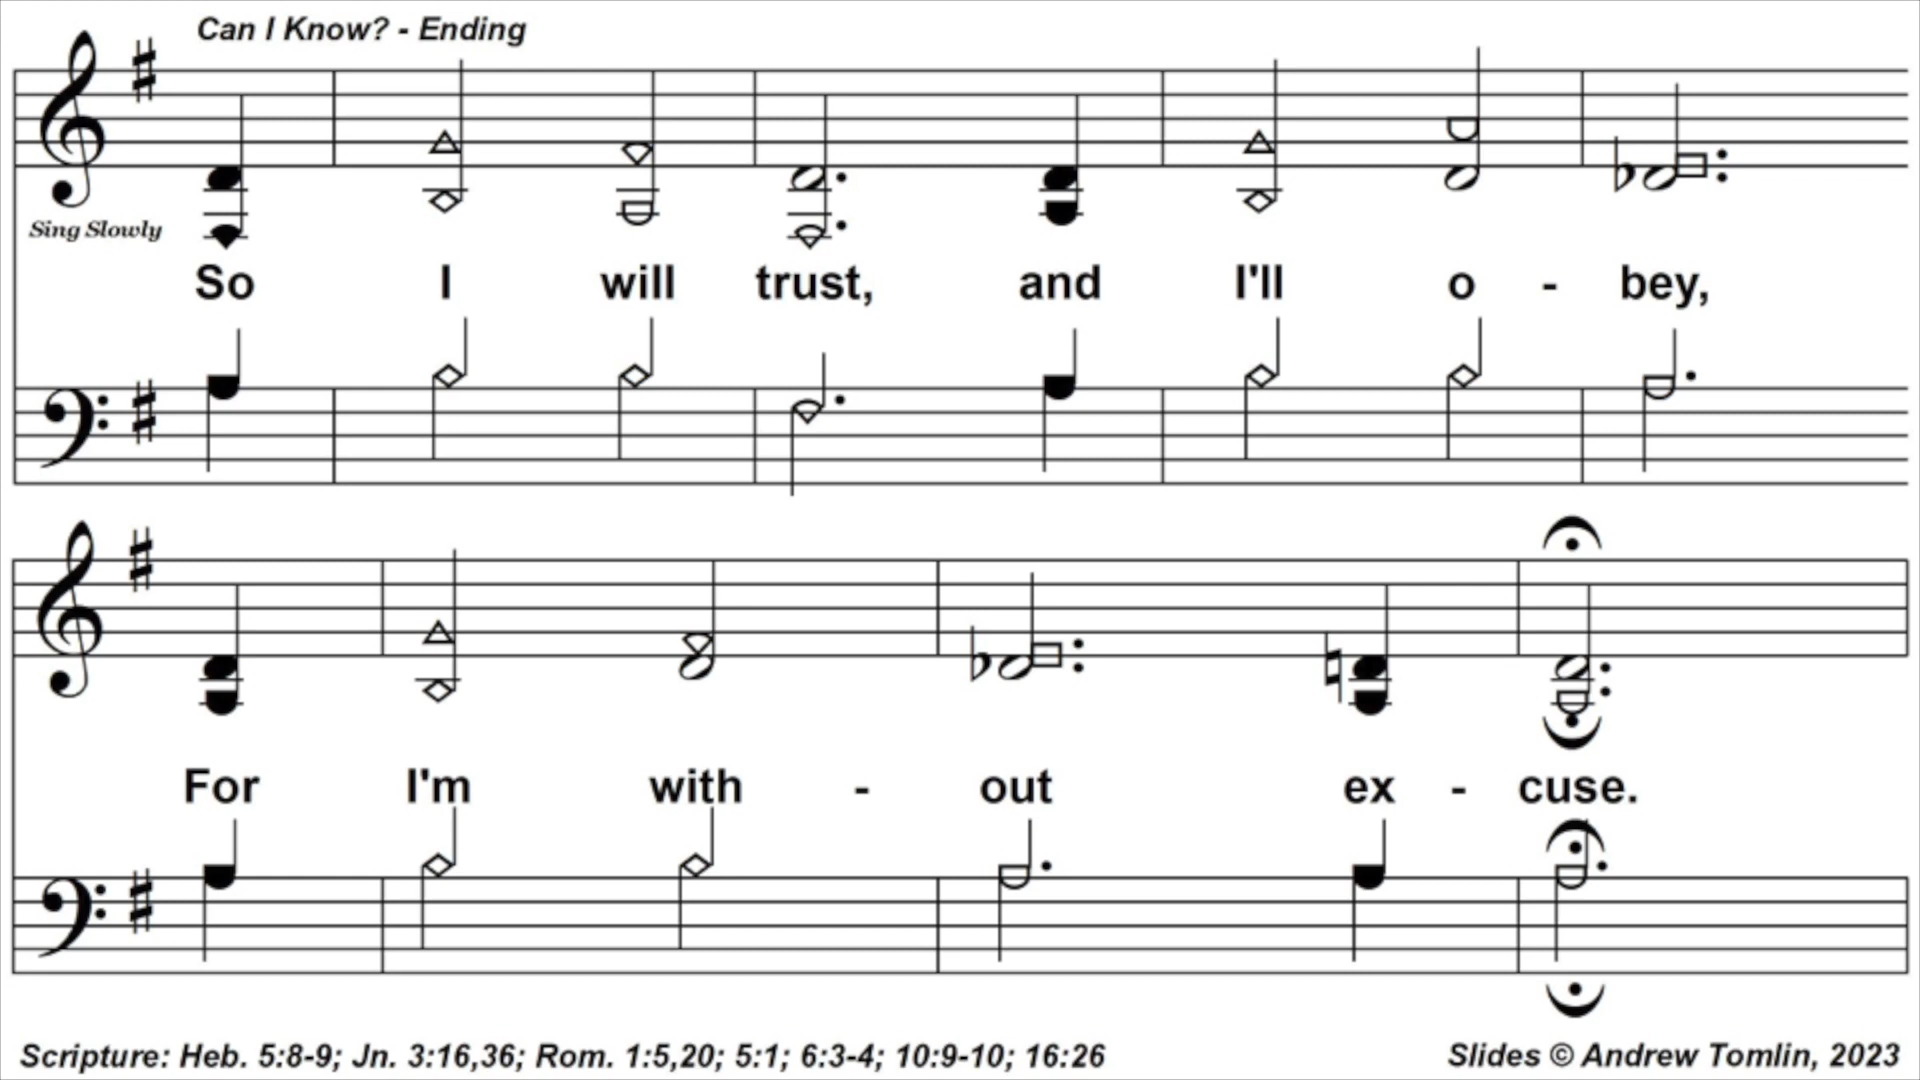 Can I Know? - Ending
Sing Slowly
So I will trust, and I'll o - bey,
For I'm with - out ex - cuse.
Scripture: Heb. 5:8-9; Jn. 3:16,36; Rom. 1:5,20; 5:1; 6:3-4; 10:9-10; 16:26
Slides © Andrew Tomlin, 2023